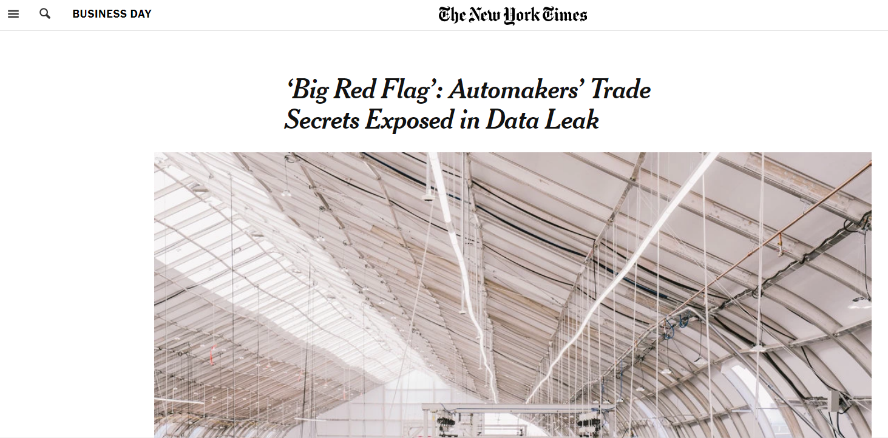 BUSINESS DAY
The New York Times
‘Big Red Flag’: Automakers’ Trade
Secrets Exposed in Data Leak